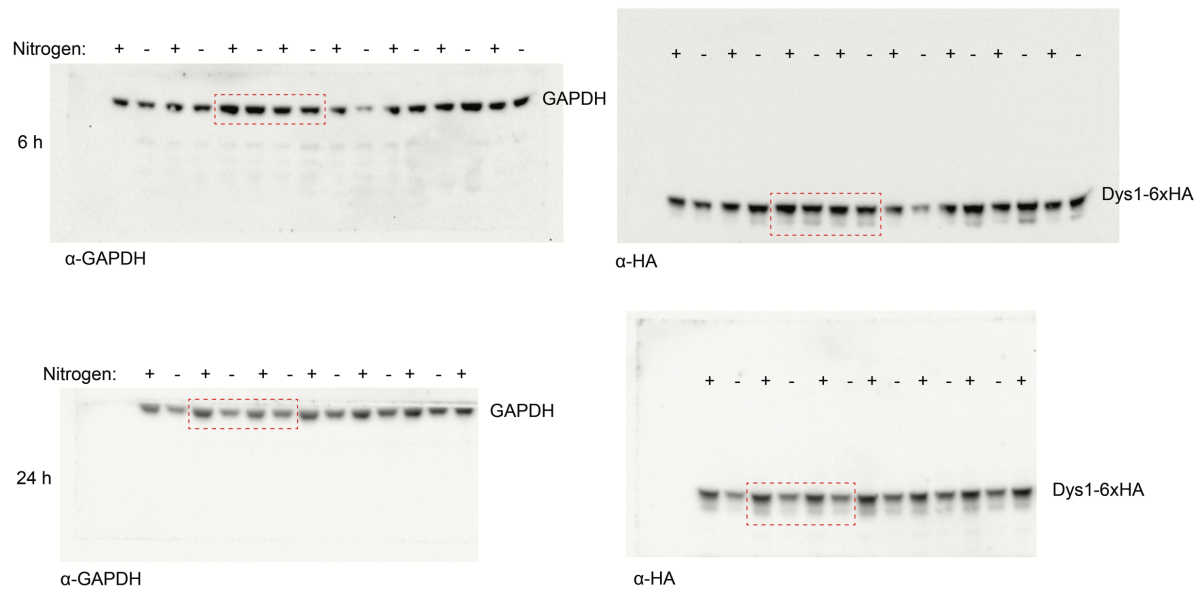 Nitrogen: + - + - + - + - + - + - + - + -
GAPDH
6 h
α-GAPDH
+ - + - + - + - + - + - + - + -
Dys1-6xHA
α-HA
Nitrogen: + - + - + - + - + - + - +
GAPDH
24 h
α-GAPDH
+ - + - + - + - + - + - +
Dys1-6xHA
α-HA